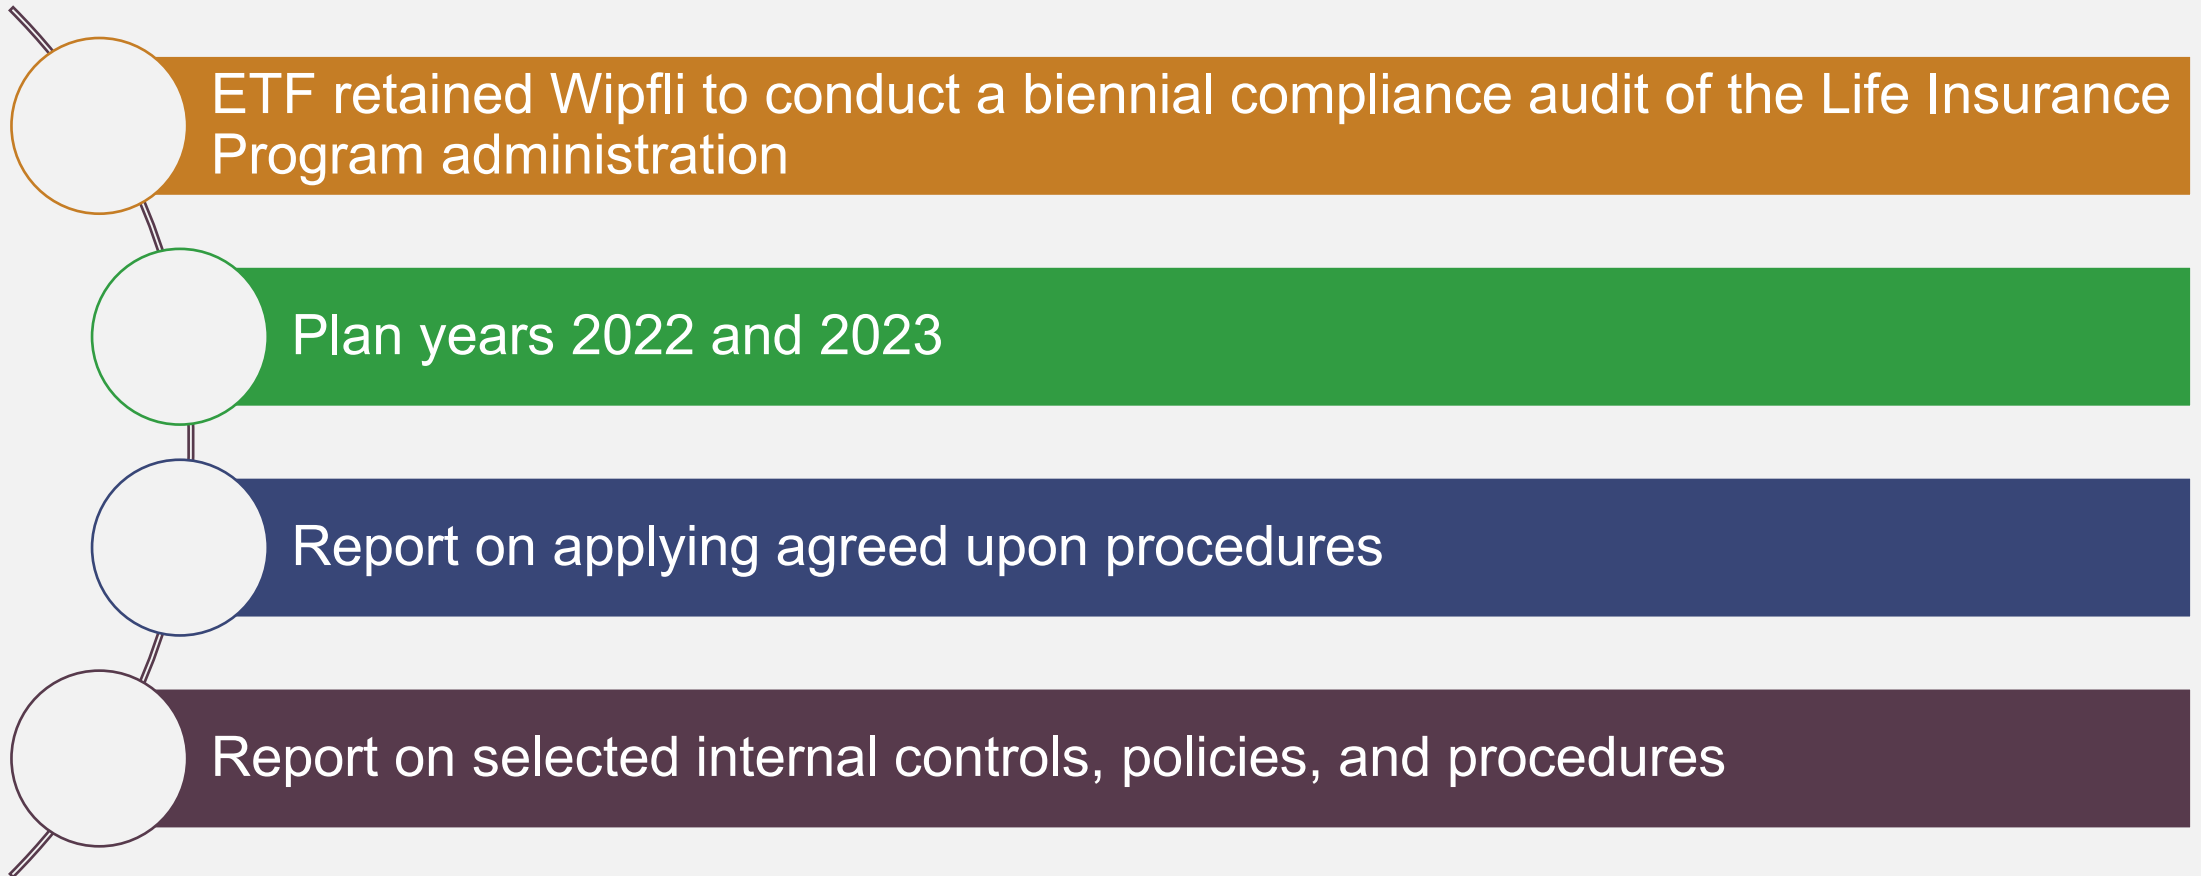 ETF retained Wipfli to conduct a biennial compliance audit of the Life Insurance
Program administration
Plan years 2022 and 2023
Report on applying agreed upon procedures
Report on selected internal controls, policies, and procedures